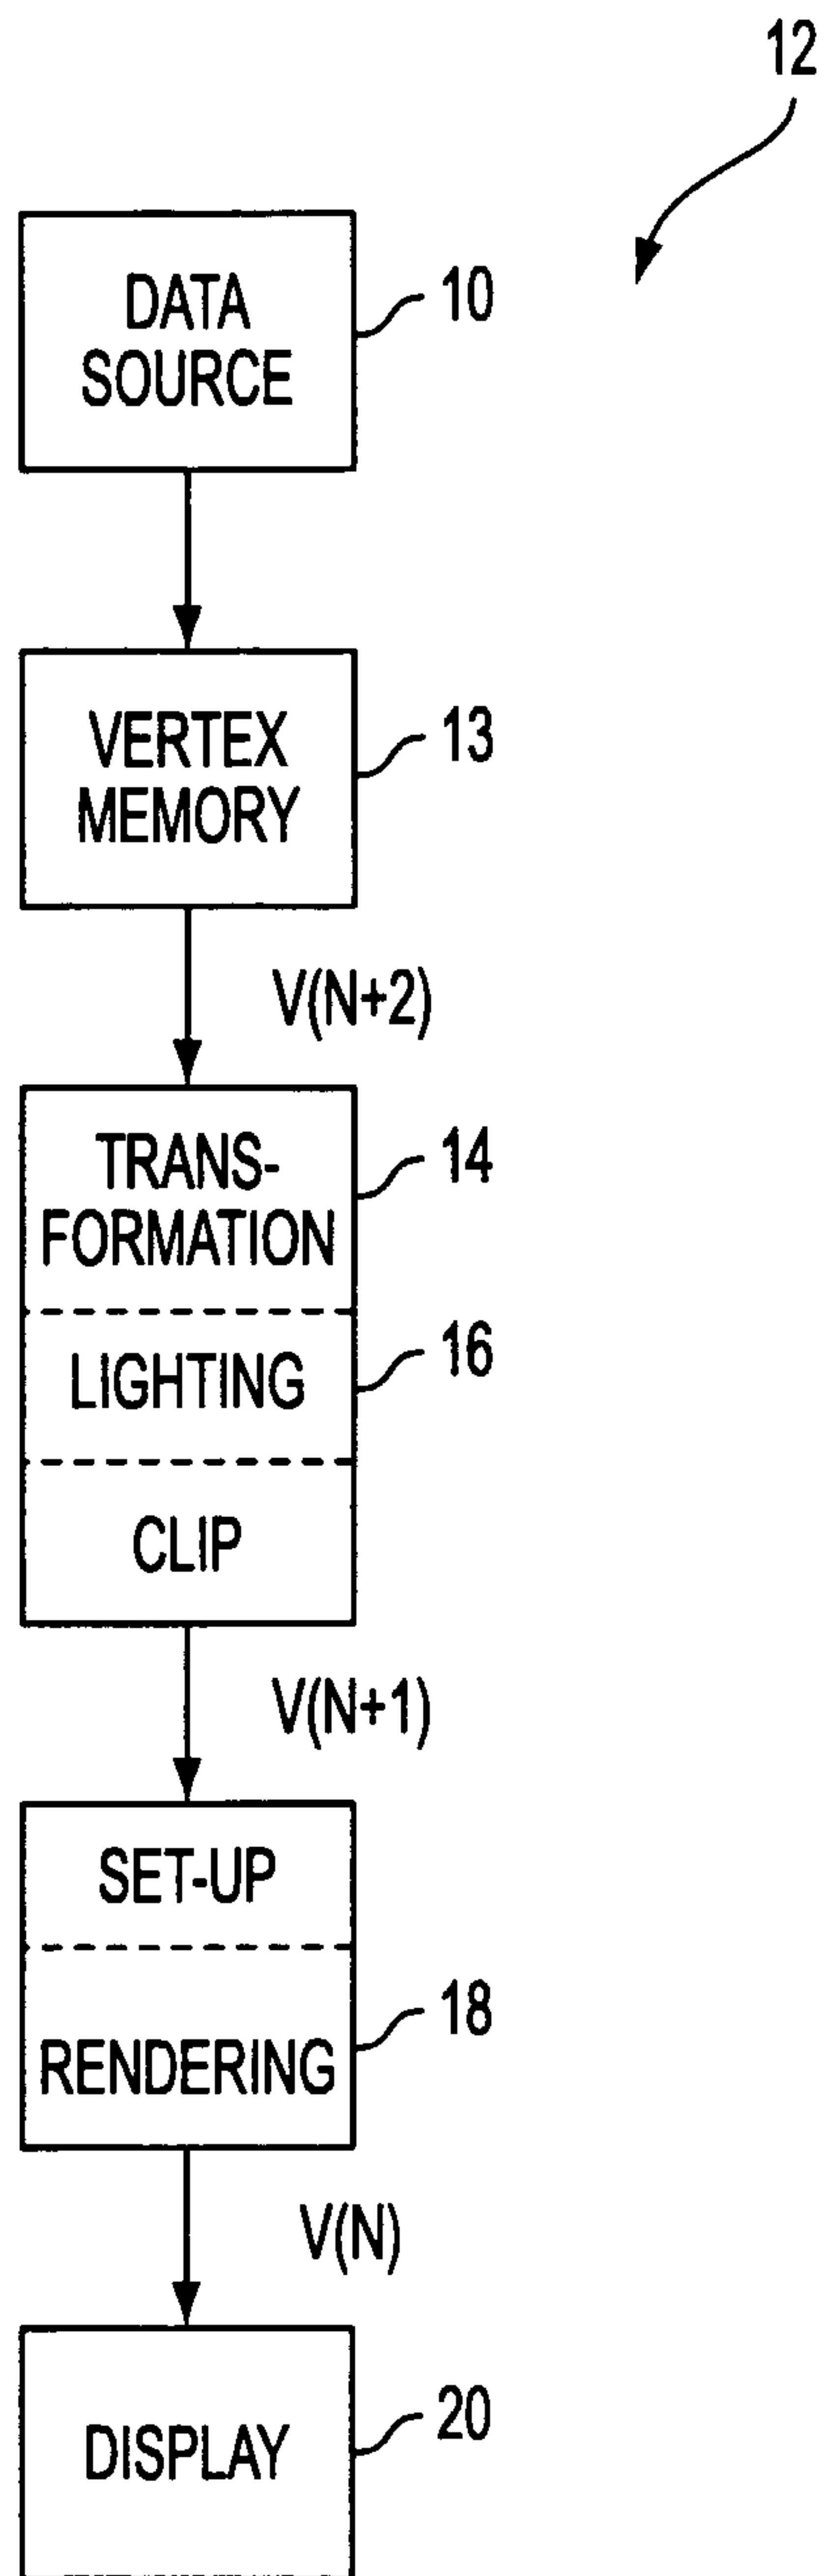 12
DATA
SOURCE
10
VERTEX
MEMORY
13
V(N+2)
TRANS-
FORMATION
14
LIGHTING
16
CLIP
V(N+1)
SET-UP
RENDERING
18
V(N)
DISPLAY
20